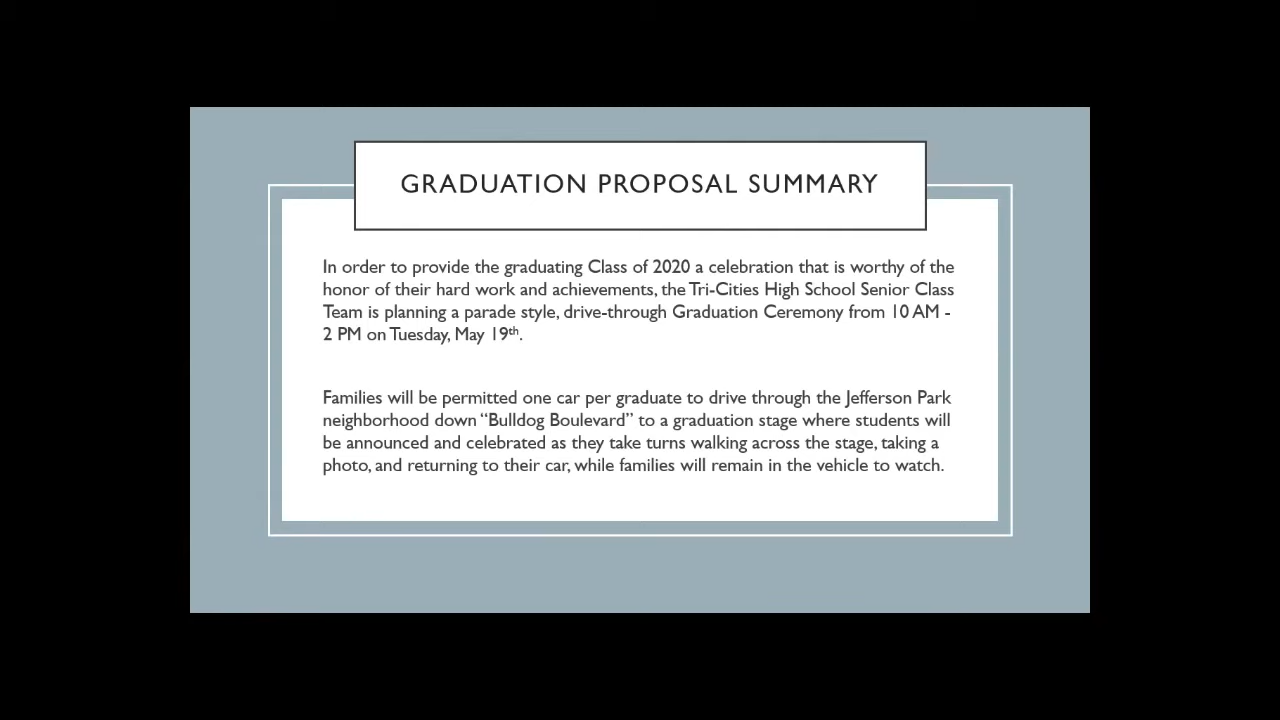 GRADUATION PROPOSAL SUMMARY
In order to provide the graduating Class of 2020 a celebration that is worthy of the
honor of their hard work and achievements, the Tri-Cities High School Senior Class
Team is planning a parade style, drive-through Graduation Ceremony from 10 AM -
2 PM on Tuesday, May 19th.
Families will be permitted one car per graduate to drive through the Jefferson Park
neighborhood down “Bulldog Boulevard” to a graduation stage where students will
be announced and celebrated as they take turns walking across the stage, taking a
photo, and returning to their car, while families will remain in the vehicle to watch.